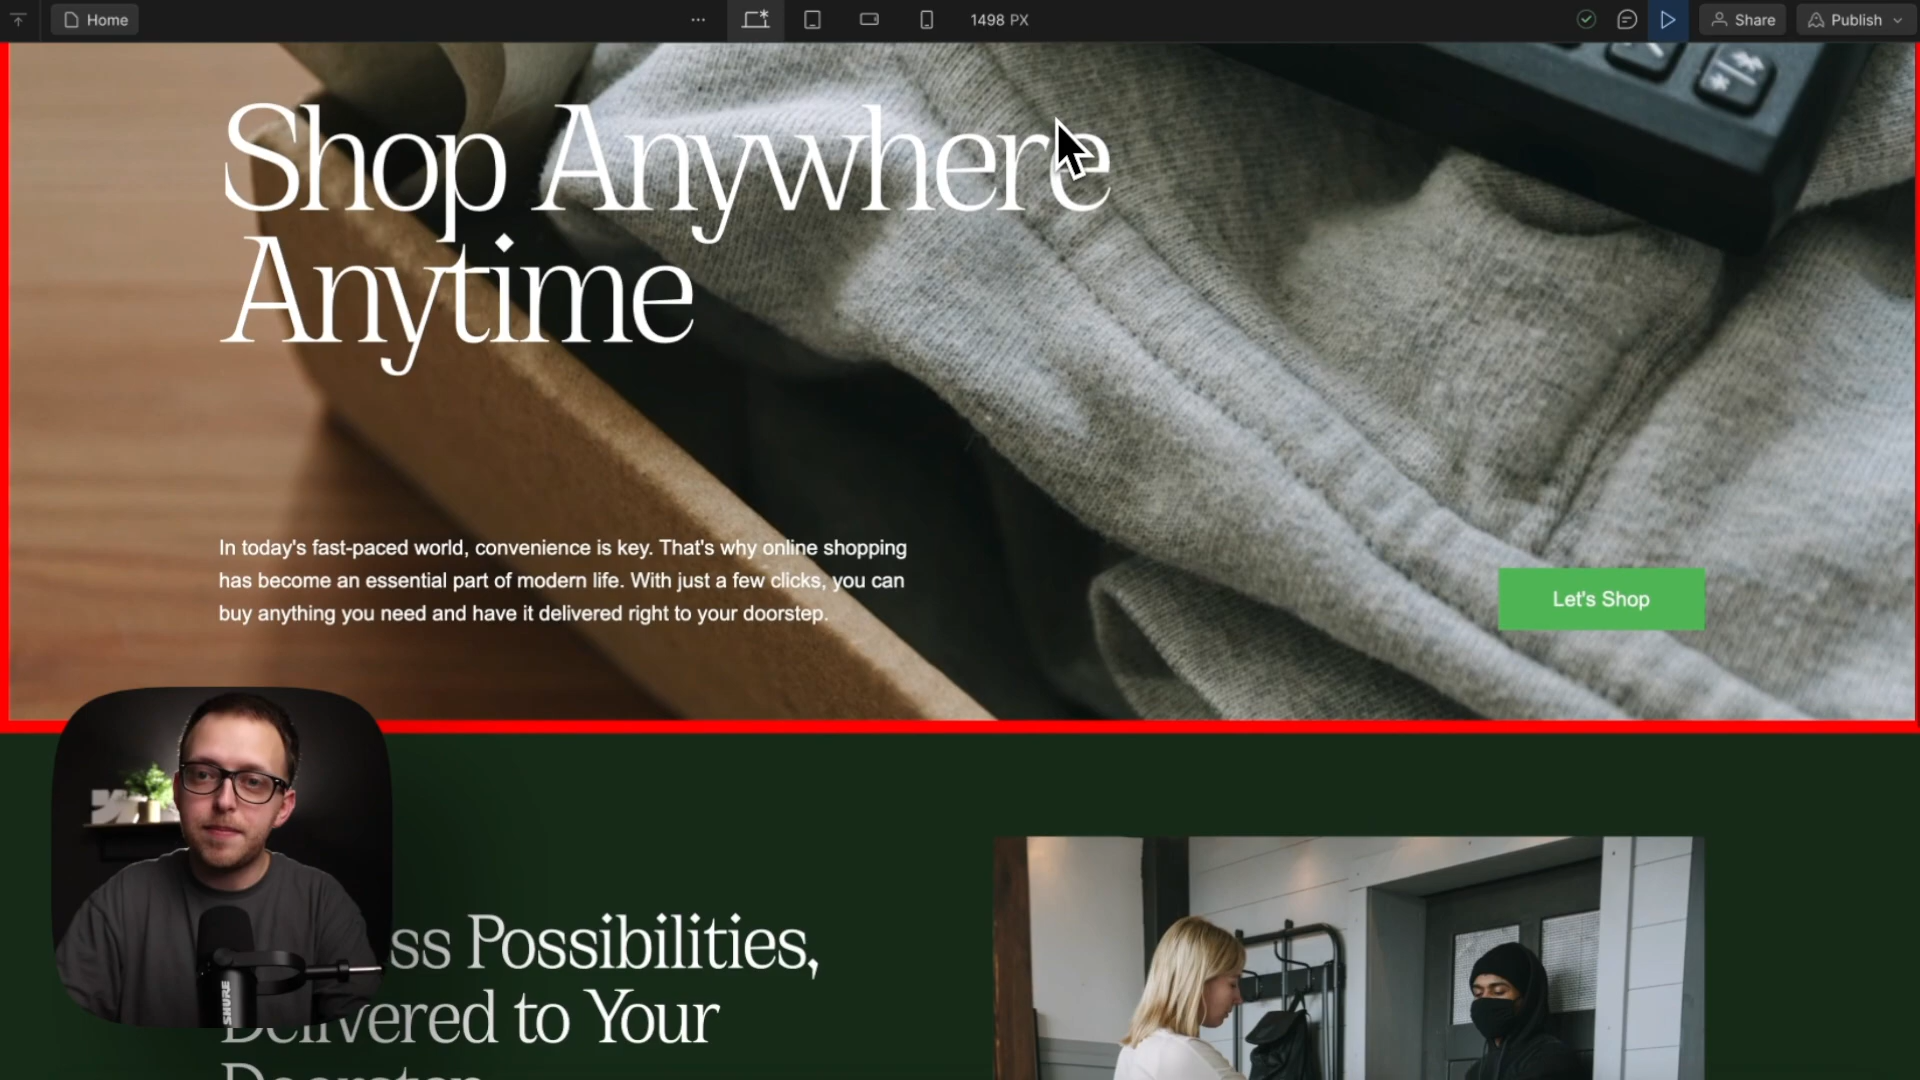 Home
1498 PX
Share
Publish
Shop Anywhere
Anytime
In today's fast-paced world, convenience is key. That's why online shopping
has become an essential part of modern life. With just a few clicks, you can
buy anything you need and have it delivered right to your doorstep.
Let's Shop
ss Possibilities,
Delivered to Your
Doorstep
SHURE